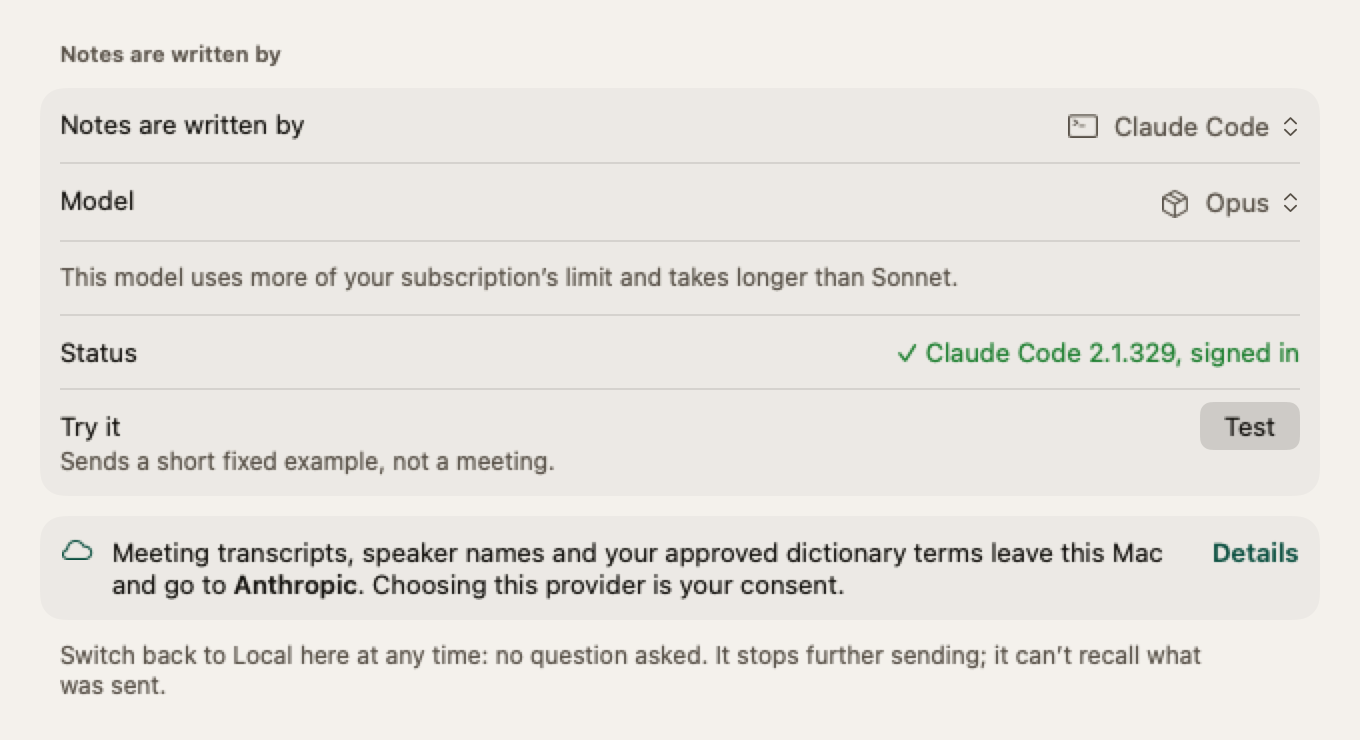 Notes are written by
Notes are written by
Claude Code
Model
Opus
This model uses more of your subscription’s limit and takes longer than Sonnet.
Status
✓ Claude Code 2.1.329, signed in
Try it
Test
Sends a short fixed example, not a meeting.
Meeting transcripts, speaker names and your approved dictionary terms leave this Mac
Details
and go to Anthropic. Choosing this provider is your consent.
Switch back to Local here at any time: no question asked. It stops further sending; it can’t recall what
was sent.